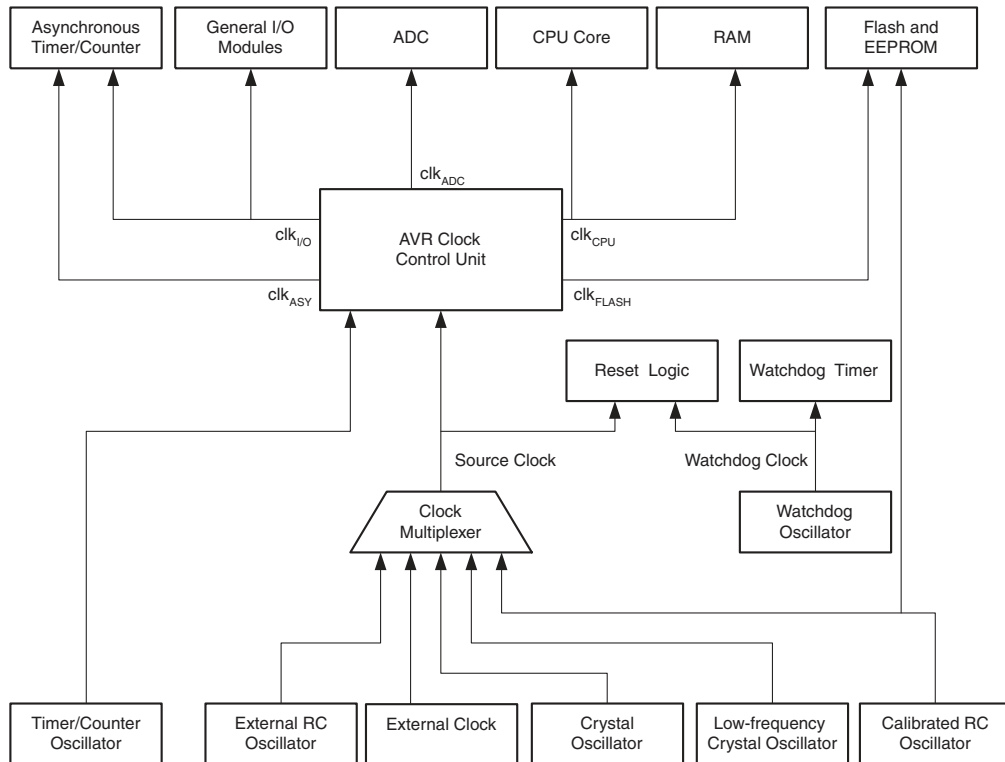 Asynchronous
Timer/Counter
General I/O
Modules
ADC
CPU Core
RAM
Flash and
EEPROM
clkADC
clkI/O
AVR Clock
Control Unit
clkCPU
clkASY
clkFLASH
Reset Logic
Watchdog Timer
Source Clock
Watchdog Clock
Clock
Multiplexer
Watchdog
Oscillator
Timer/Counter
Oscillator
External RC
Oscillator
External Clock
Crystal
Oscillator
Low-frequency
Crystal Oscillator
Calibrated RC
Oscillator